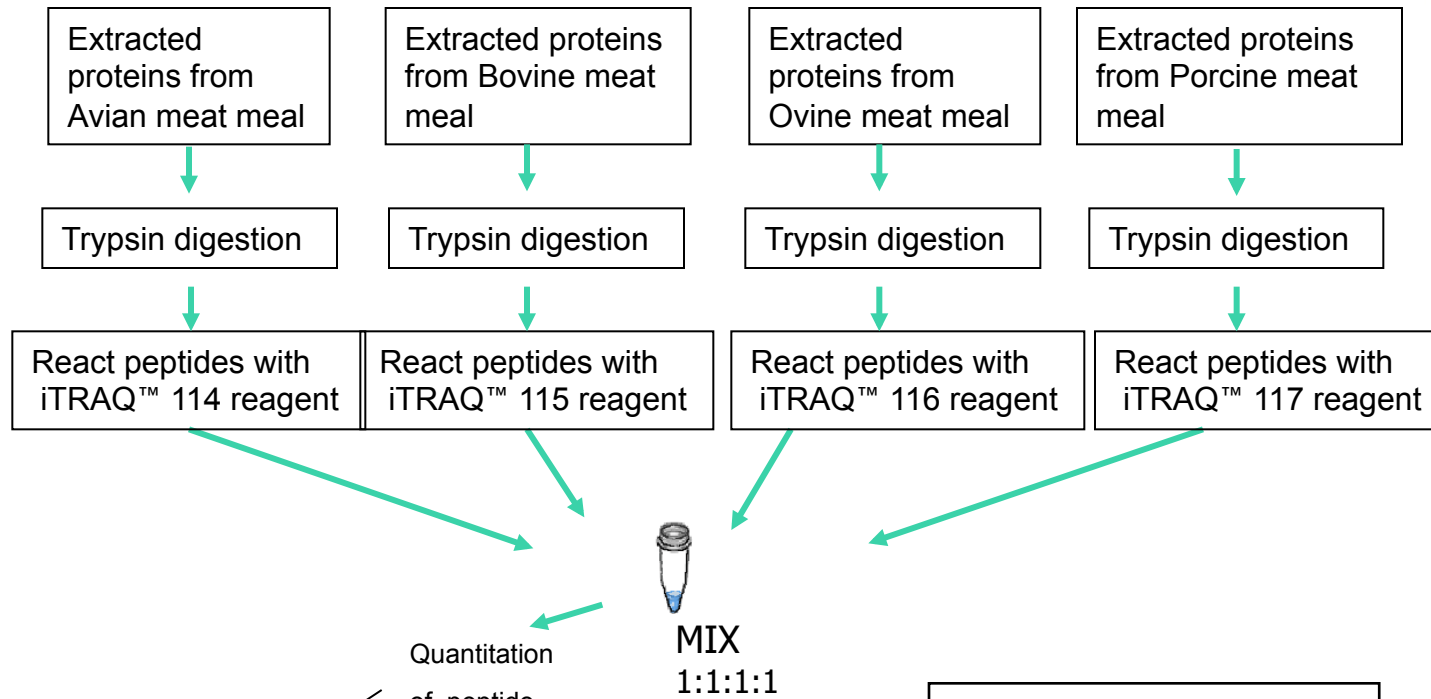 Extracted
proteins from
Avian meat meal
Extracted proteins
from Bovine meat
meal
Extracted
proteins from
Ovine meat meal
Extracted proteins
from Porcine meat
meal
Trypsin digestion
Trypsin digestion
Trypsin digestion
Trypsin digestion
React peptides with
iTRAQ™ 114 reagent
React peptides with
iTRAQ™ 115 reagent
React peptides with
iTRAQ™ 116 reagent
React peptides with
iTRAQ™ 117 reagent
MIX
1:1:1:1
Quantitation
of peptide